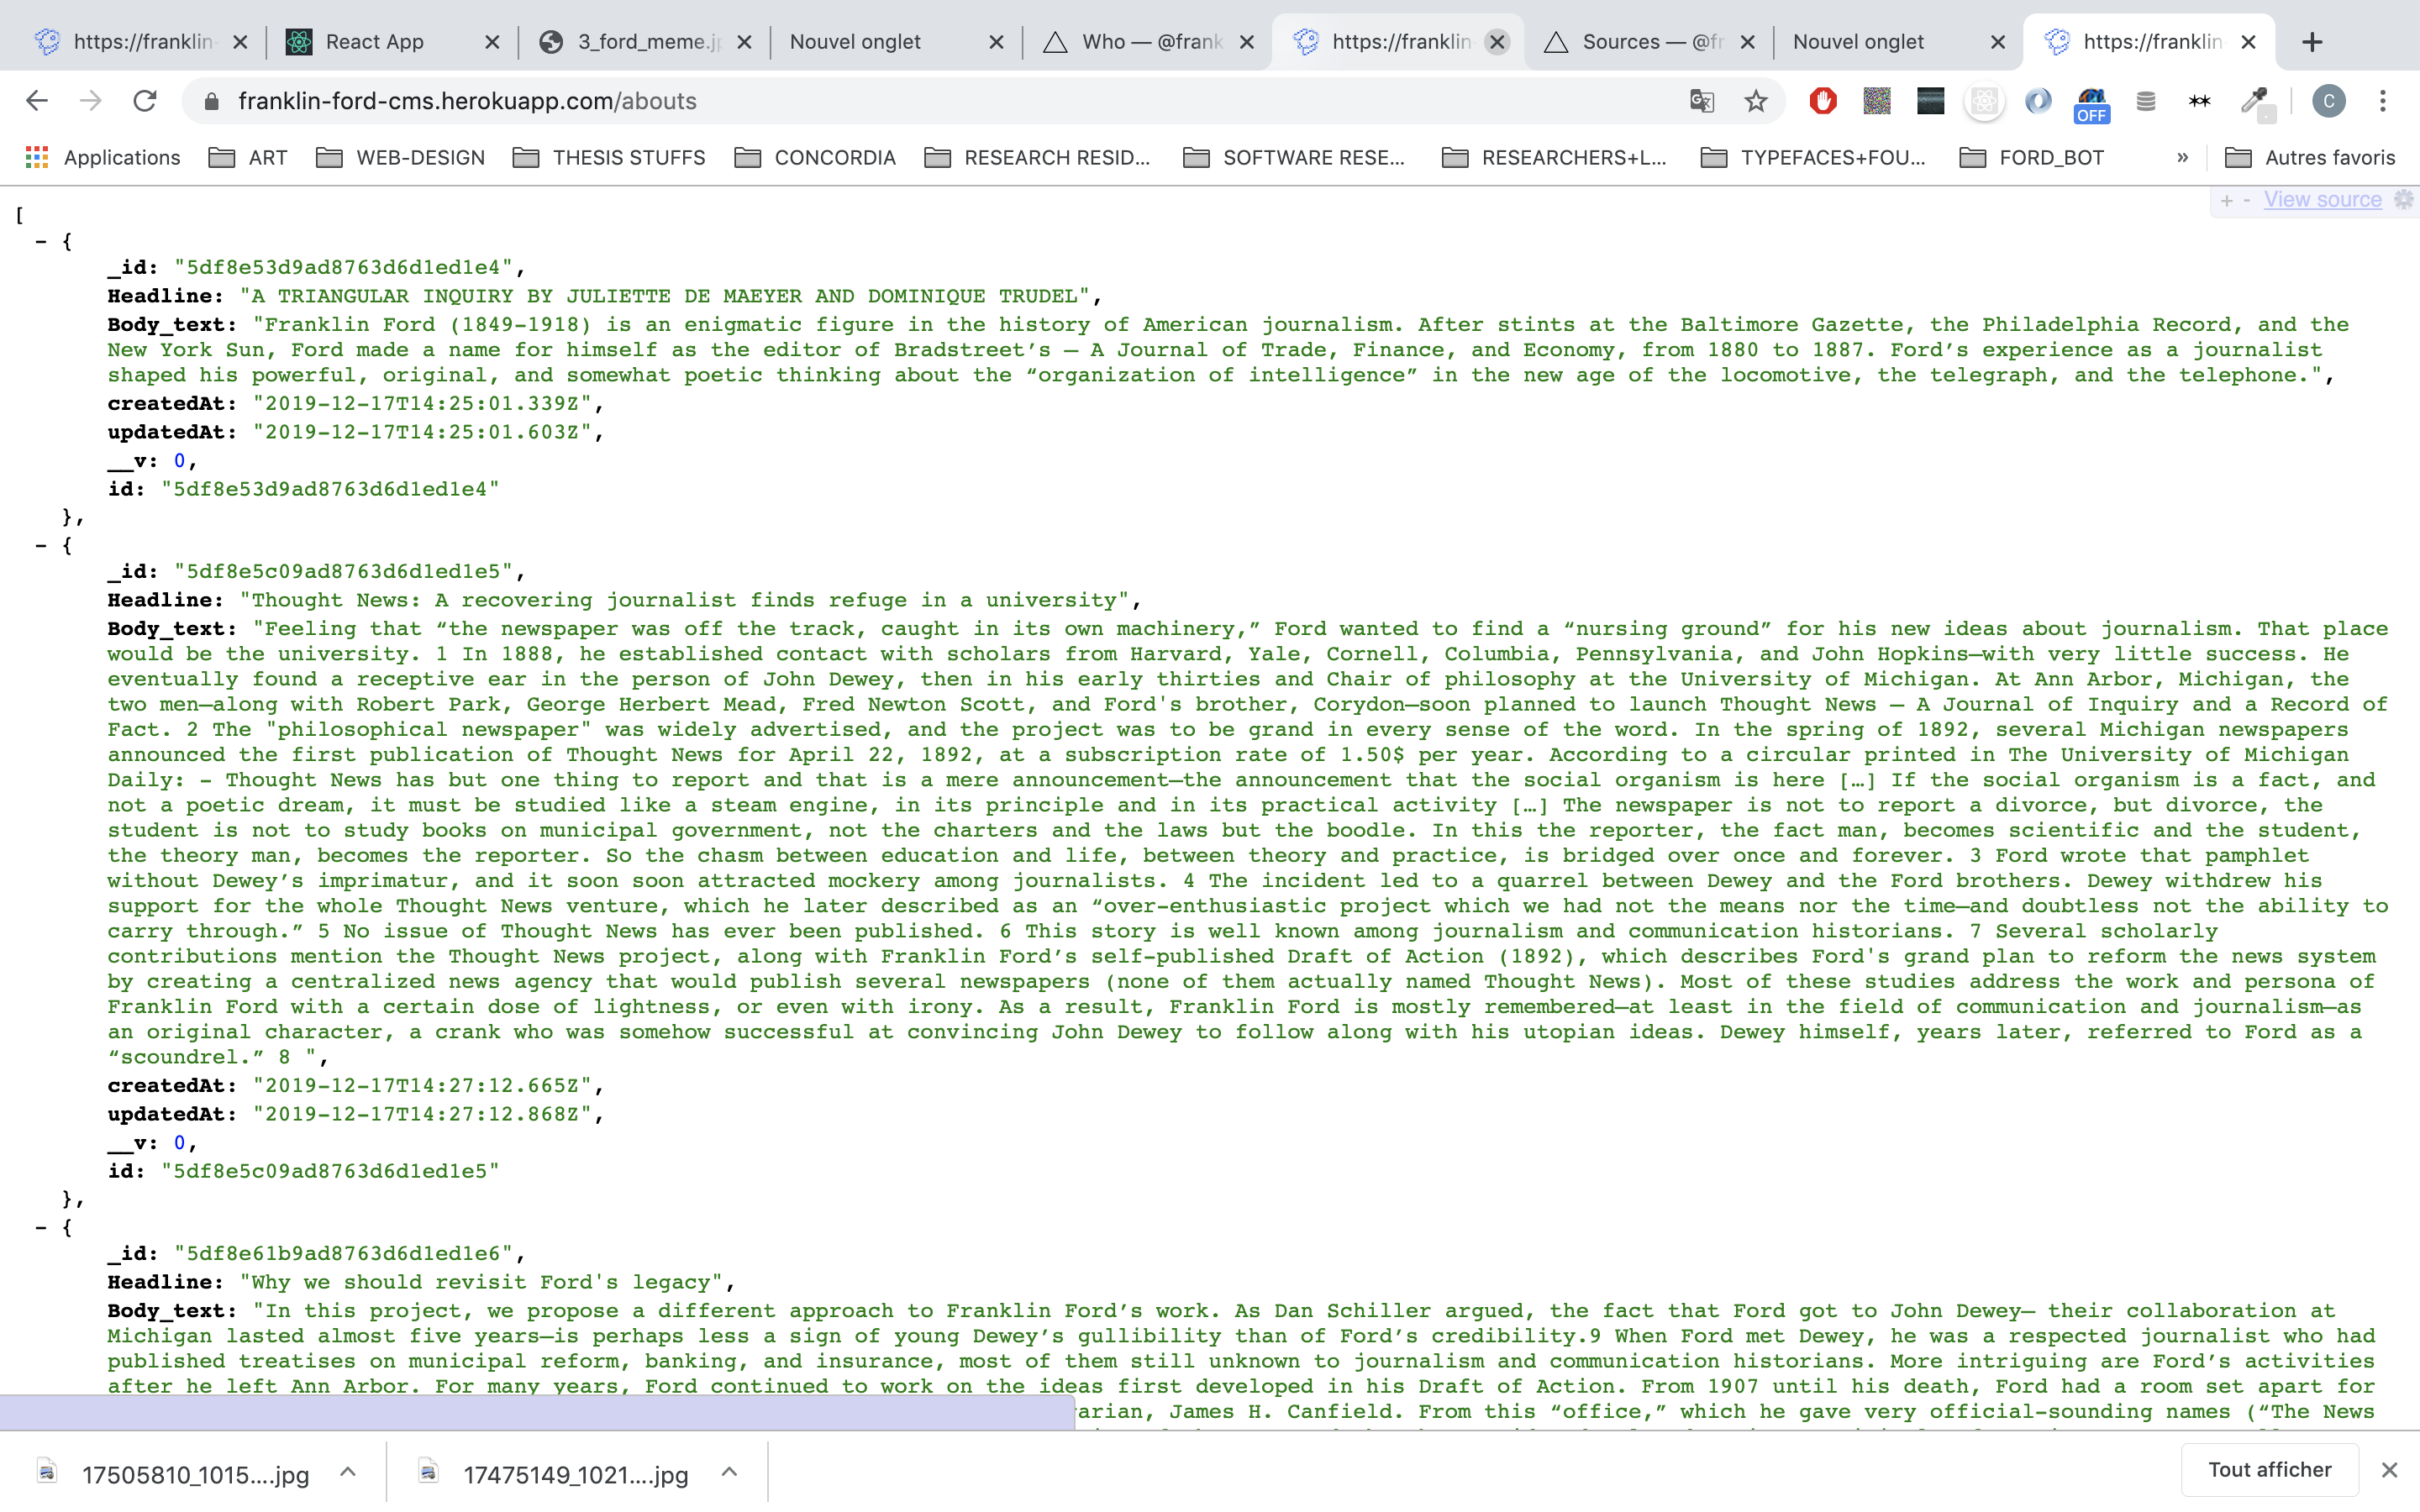 https://franklin-
React App
3_ford_meme.j
Nouvel onglet
Who — @frank
https://franklin-
Sources — @fr
Nouvel onglet
https://franklin-
franklin-ford-cms.herokuapp.com/abouts
OFF
C
Applications
ART
WEB-DESIGN
THESIS STUFFS
CONCORDIA
RESEARCH RESID...
SOFTWARE RESE...
RESEARCHERS+L...
TYPEFACES+FOU...
FORD_BOT
»
Autres favoris
+ - View source
[
– {
_id: "5df8e53d9ad8763d6d1ed1e4",
Headline: "A TRIANGULAR INQUIRY BY JULIETTE DE MAEYER AND DOMINIQUE TRUDEL",
Body_text: "Franklin Ford (1849-1918) is an enigmatic figure in the history of American journalism. After stints at the Baltimore Gazette, the Philadelphia Record, and the
New York Sun, Ford made a name for himself as the editor of Bradstreet’s — A Journal of Trade, Finance, and Economy, from 1880 to 1887. Ford’s experience as a journalist
shaped his powerful, original, and somewhat poetic thinking about the “organization of intelligence” in the new age of the locomotive, the telegraph, and the telephone.",
createdAt: "2019-12-17T14:25:01.339Z",
updatedAt: "2019-12-17T14:25:01.603Z",
__v: 0,
id: "5df8e53d9ad8763d6d1ed1e4"
},
– {
_id: "5df8e5c09ad8763d6d1ed1e5",
Headline: "Thought News: A recovering journalist finds refuge in a university",
Body_text: "Feeling that “the newspaper was off the track, caught in its own machinery,” Ford wanted to find a “nursing ground” for his new ideas about journalism. That place
would be the university. 1 In 1888, he established contact with scholars from Harvard, Yale, Cornell, Columbia, Pennsylvania, and John Hopkins—with very little success. He
eventually found a receptive ear in the person of John Dewey, then in his early thirties and Chair of philosophy at the University of Michigan. At Ann Arbor, Michigan, the
two men—along with Robert Park, George Herbert Mead, Fred Newton Scott, and Ford's brother, Corydon—soon planned to launch Thought News — A Journal of Inquiry and a Record of
Fact. 2 The "philosophical newspaper" was widely advertised, and the project was to be grand in every sense of the word. In the spring of 1892, several Michigan newspapers
announced the first publication of Thought News for April 22, 1892, at a subscription rate of 1.50$ per year. According to a circular printed in The University of Michigan
Daily: - Thought News has but one thing to report and that is a mere announcement—the announcement that the social organism is here […] If the social organism is a fact, and
not a poetic dream, it must be studied like a steam engine, in its principle and in its practical activity […] The newspaper is not to report a divorce, but divorce, the
student is not to study books on municipal government, not the charters and the laws but the boodle. In this the reporter, the fact man, becomes scientific and the student,
the theory man, becomes the reporter. So the chasm between education and life, between theory and practice, is bridged over once and forever. 3 Ford wrote that pamphlet
without Dewey’s imprimatur, and it soon soon attracted mockery among journalists. 4 The incident led to a quarrel between Dewey and the Ford brothers. Dewey withdrew his
support for the whole Thought News venture, which he later described as an “over-enthusiastic project which we had not the means nor the time—and doubtless not the ability to
carry through.” 5 No issue of Thought News has ever been published. 6 This story is well known among journalism and communication historians. 7 Several scholarly
contributions mention the Thought News project, along with Franklin Ford’s self-published Draft of Action (1892), which describes Ford's grand plan to reform the news system
by creating a centralized news agency that would publish several newspapers (none of them actually named Thought News). Most of these studies address the work and persona of
Franklin Ford with a certain dose of lightness, or even with irony. As a result, Franklin Ford is mostly remembered—at least in the field of communication and journalism—as
an original character, a crank who was somehow successful at convincing John Dewey to follow along with his utopian ideas. Dewey himself, years later, referred to Ford as a
“scoundrel.” 8 ",
createdAt: "2019-12-17T14:27:12.665Z",
updatedAt: "2019-12-17T14:27:12.868Z",
__v: 0,
id: "5df8e5c09ad8763d6d1ed1e5"
},
– {
_id: "5df8e61b9ad8763d6d1ed1e6",
Headline: "Why we should revisit Ford's legacy",
Body_text: "In this project, we propose a different approach to Franklin Ford’s work. As Dan Schiller argued, the fact that Ford got to John Dewey— their collaboration at
Michigan lasted almost five years—is perhaps less a sign of young Dewey’s gullibility than of Ford’s credibility.9 When Ford met Dewey, he was a respected journalist who had
published treatises on municipal reform, banking, and insurance, most of them still unknown to journalism and communication historians. More intriguing are Ford’s activities
after he left Ann Arbor. For many years, Ford continued to work on the ideas first developed in his Draft of Action. From 1907 until his death, Ford had a room set apart for
arian, James H. Canfield. From this “office,” which he gave very official-sounding names (“The News
17505810_1015....jpg
17475149_1021....jpg
Tout afficher